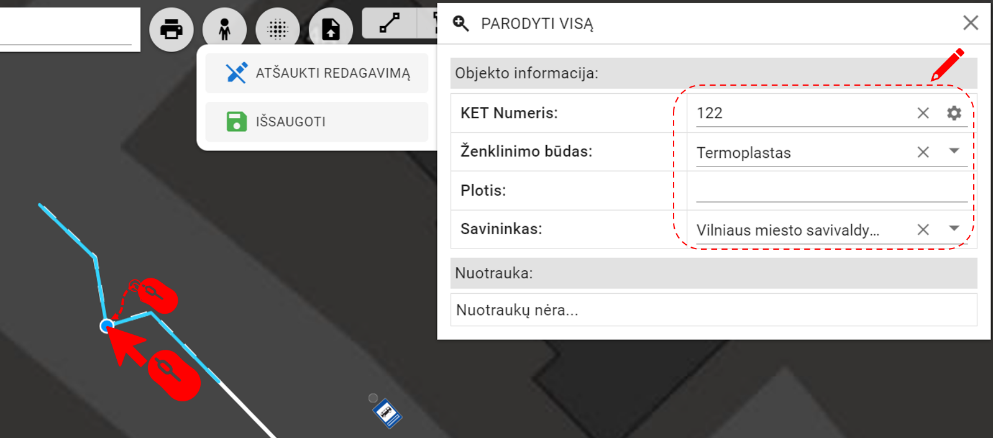 ATŠAUKTI REDAGAVIMĄ
IŠSAUGOTI
PARODYTI VISĄ
Objekto informacija:
KET Numeris: 122
Ženklinimo būdas: Termoplastas
Plotis:
Savininkas: Vilniaus miesto savivaldy...
Nuotrauka:
Nuotraukų nėra...